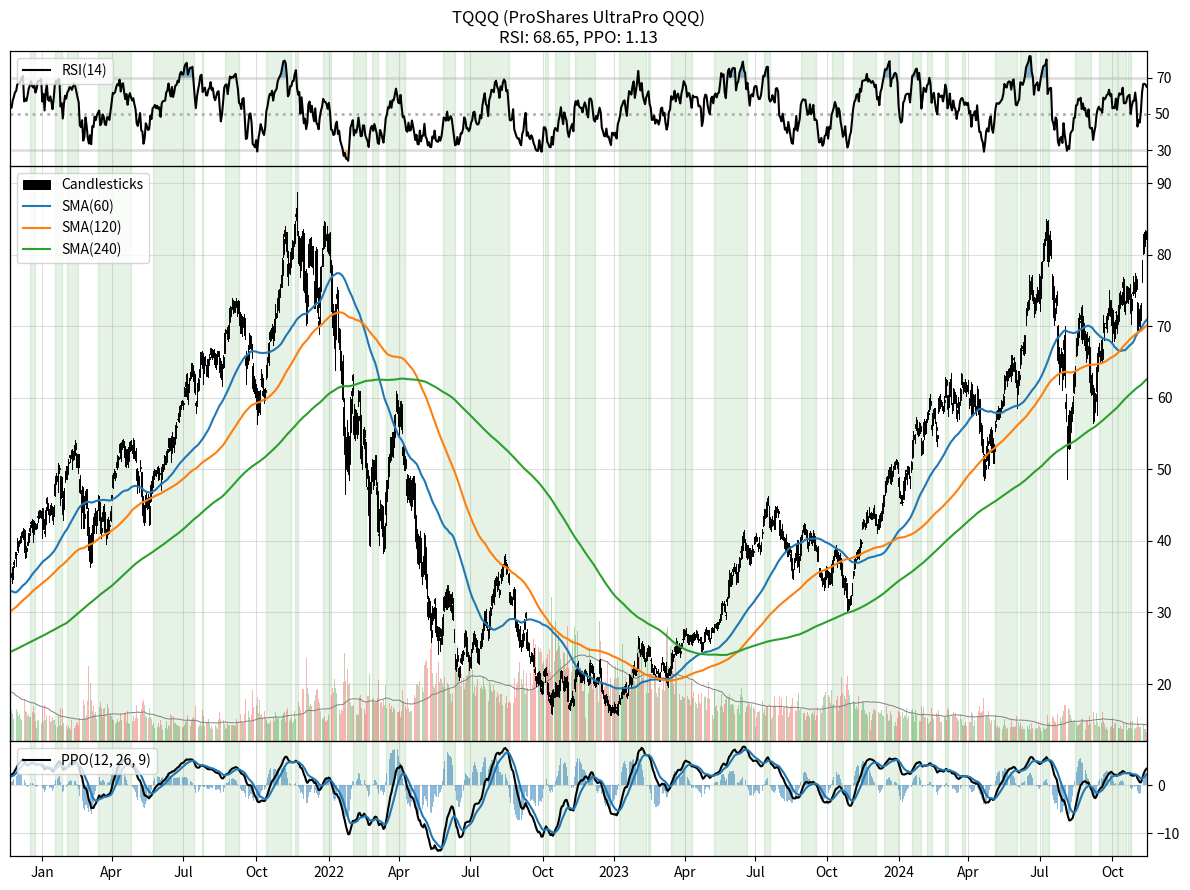 TQQQ (ProShares UltraPro QQQ)
RSI: 68.65, PPO: 1.13
RSI(14)
70
50
30
Candlesticks
SMA(60)
SMA(120)
SMA(240)
90
80
70
60
50
40
30
20
PPO(12, 26, 9)
0
−10
Jan Apr Jul Oct 2022 Apr Jul Oct 2023 Apr Jul Oct 2024 Apr Jul Oct